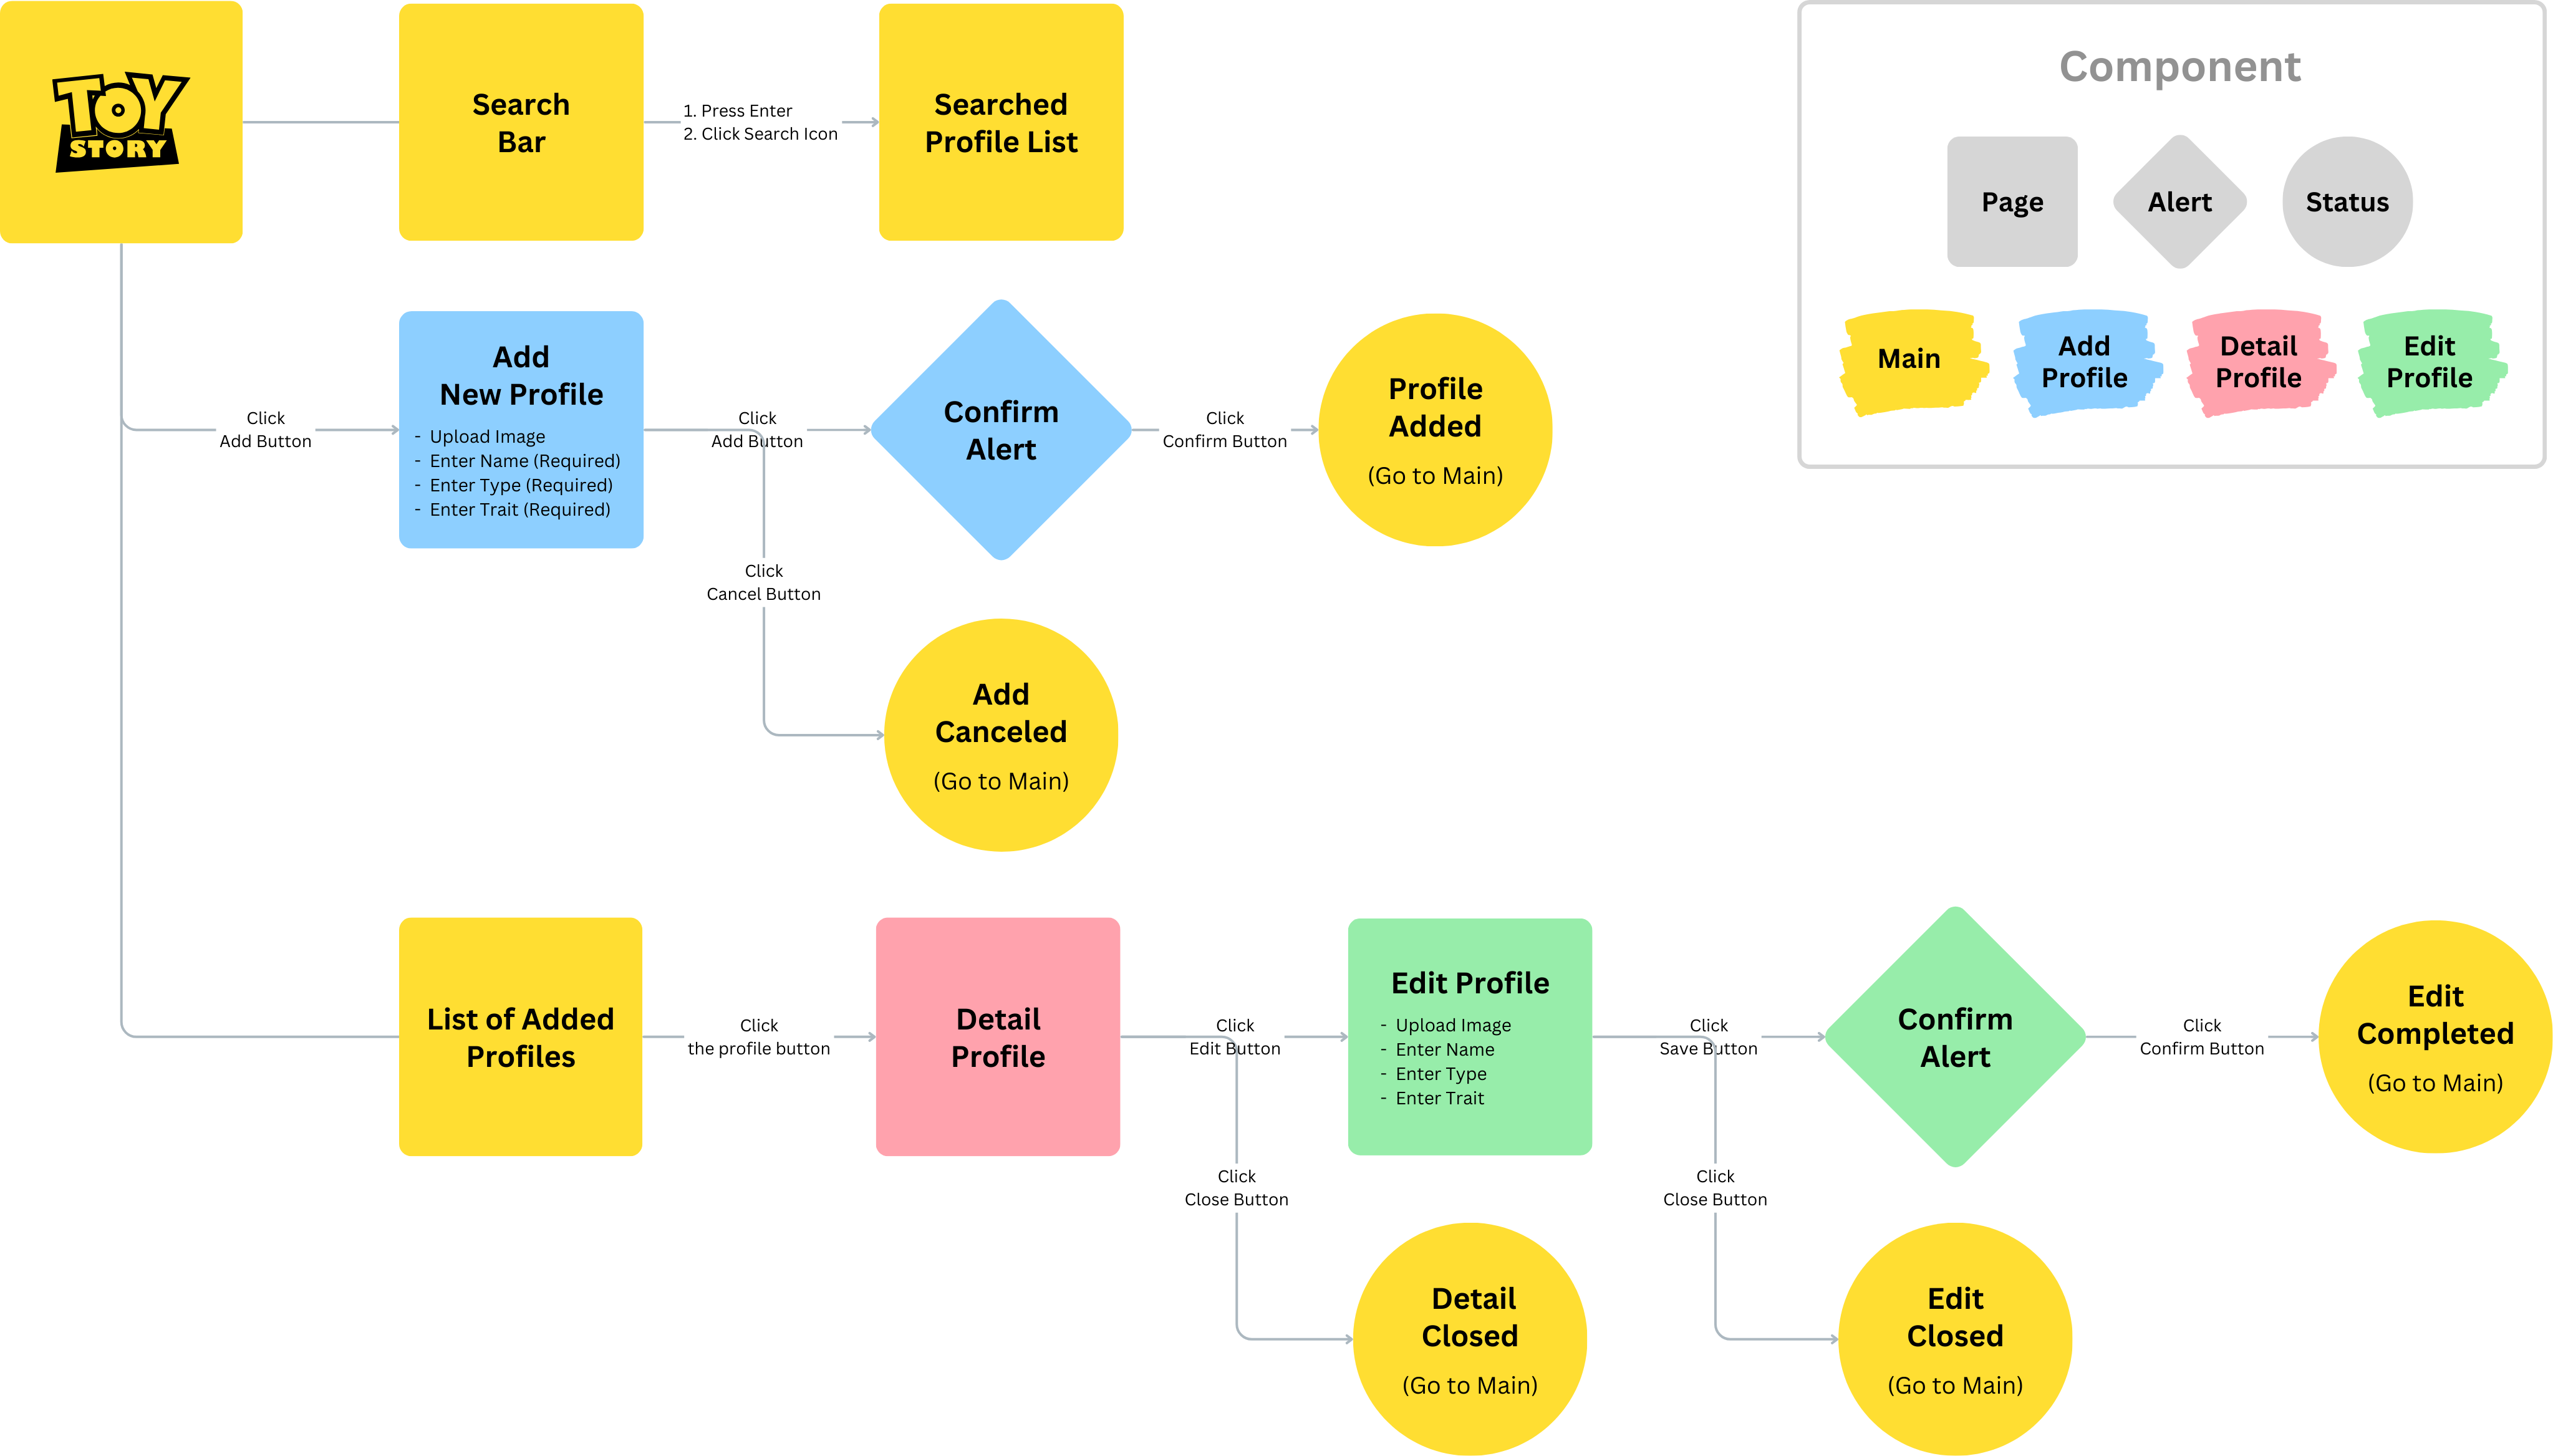 TOY
STORY
Search
Bar
1. Press Enter
2. Click Search Icon
Searched
Profile List
Component
Page
Alert
Status
Main
Add
Profile
Detail
Profile
Edit
Profile
Click
Add Button
Add
New Profile
- Upload Image
- Enter Name (Required)
- Enter Type (Required)
- Enter Trait (Required)
Click
Add Button
Confirm
Alert
Click
Confirm Button
Profile
Added
(Go to Main)
Click
Cancel Button
Add
Canceled
(Go to Main)
List of Added
Profiles
Click
the profile button
Detail
Profile
Click
Edit Button
Edit Profile
- Upload Image
- Enter Name
- Enter Type
- Enter Trait
Click
Save Button
Confirm
Alert
Click
Confirm Button
Edit
Completed
(Go to Main)
Click
Close Button
Detail
Closed
(Go to Main)
Click
Close Button
Edit
Closed
(Go to Main)